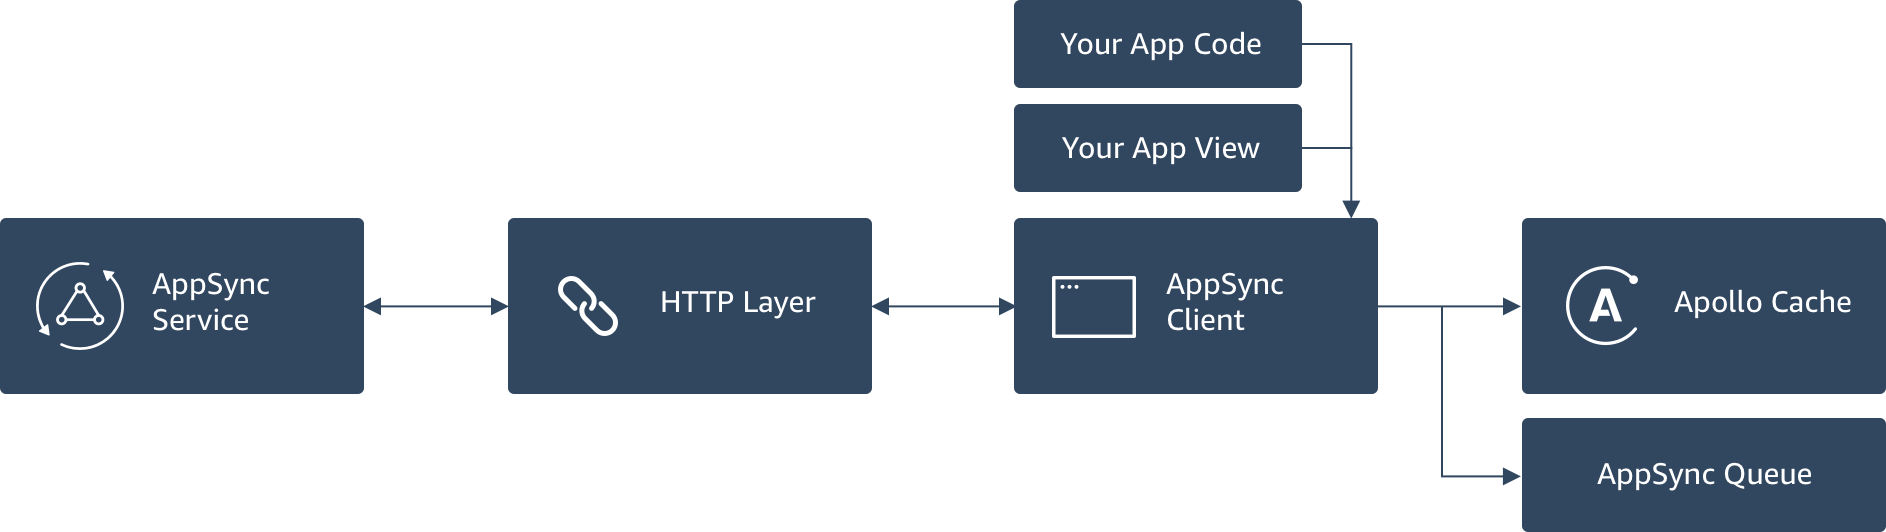 Your App Code
Your App View
AppSync
Service
HTTP Layer
AppSync
Client
Apollo Cache
AppSync Queue